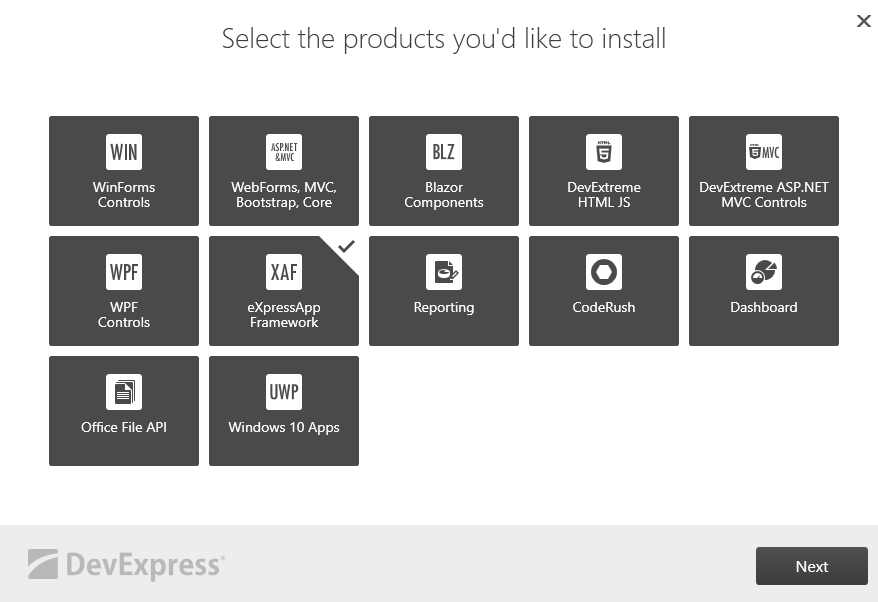 Select the products you'd like to install
WIN
WinForms
Controls
ASP.NET
&MVC
WebForms, MVC,
Bootstrap, Core
BLZ
Blazor
Components
HTML
5
DevExtreme
HTML JS
HTML
5 MVC
DevExtreme ASP.NET
MVC Controls
WPF
WPF
Controls
XAF
eXpressApp
Framework
Reporting
CodeRush
Dashboard
Office File API
UWP
Windows 10 Apps
DevExpress®
Next